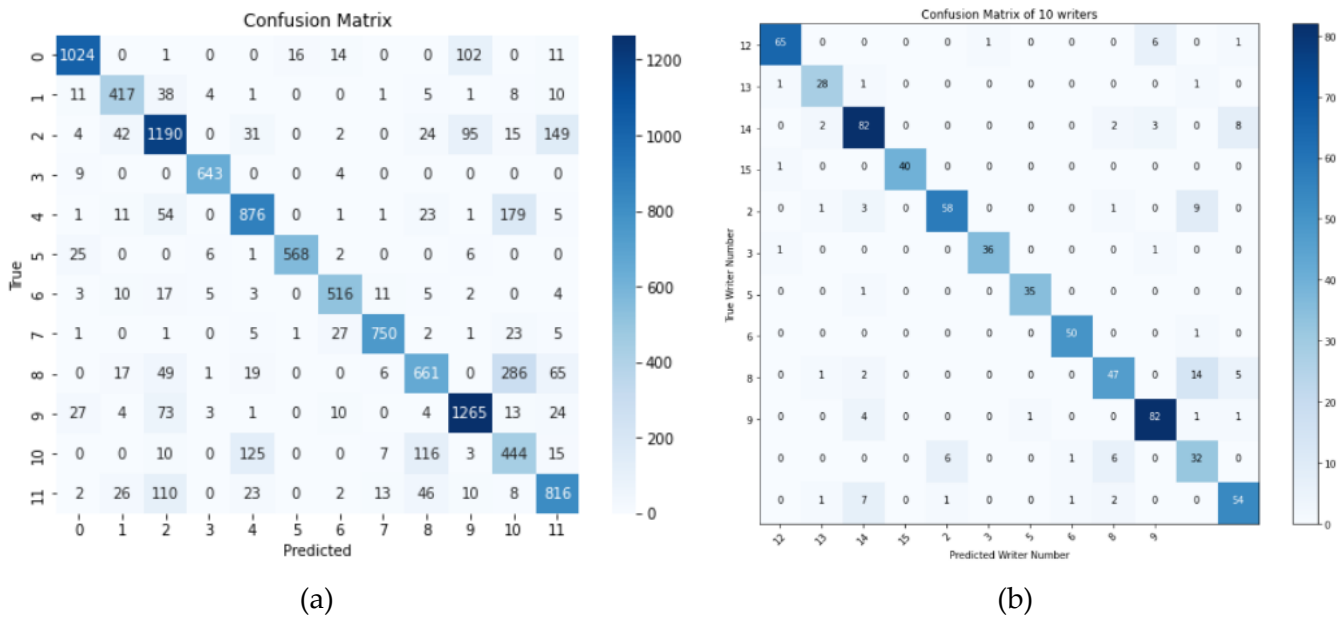 Confusion Matrix
0 1024 0 1 0 0 16 14 0 0 102 0 11
1 11 417 38 4 1 0 0 1 5 1 8 10
2 4 42 1190 0 31 0 2 0 24 95 15 149
3 9 0 0 643 0 0 4 0 0 0 0 0
4 1 11 54 0 876 0 1 1 23 1 179 5
5 25 0 0 6 1 568 2 0 0 6 0 0
6 3 10 17 5 3 0 516 11 5 2 0 4
7 1 0 1 0 5 1 27 750 2 1 23 5
8 0 17 49 1 19 0 0 6 661 0 286 65
9 27 4 73 3 1 0 10 0 4 1265 13 24
10 0 0 10 0 125 0 0 7 116 3 444 15
11 2 26 110 0 23 0 2 13 46 10 8 816
0 1 2 3 4 5 6 7 8 9 10 11
Predicted
True
1200
1000
800
600
400
200
0
(a)
Confusion Matrix of 10 writers
12 65 0 0 0 0 1 0 0 0 6 0 1
13 1 28 1 0 0 0 0 0 0 0 1 0
14 0 2 82 0 0 0 0 0 2 3 0 8
15 1 0 0 40 0 0 0 0 0 0 0 0
2 0 1 3 0 58 0 0 0 1 0 9 0
3 1 0 0 0 0 36 0 0 0 1 0 0
5 0 0 1 0 0 0 35 0 0 0 0 0
6 0 0 0 0 0 0 0 50 0 0 1 0
8 0 1 2 0 0 0 0 0 47 0 14 5
9 0 0 4 0 0 0 1 0 0 82 1 1
0 0 0 0 6 0 0 1 6 0 32 0
0 1 7 0 1 0 0 1 2 0 0 54
12 13 14 15 2 3 5 6 8 9
Predicted Writer Number
True Writer Number
80
70
60
50
40
30
20
10
0
(b)